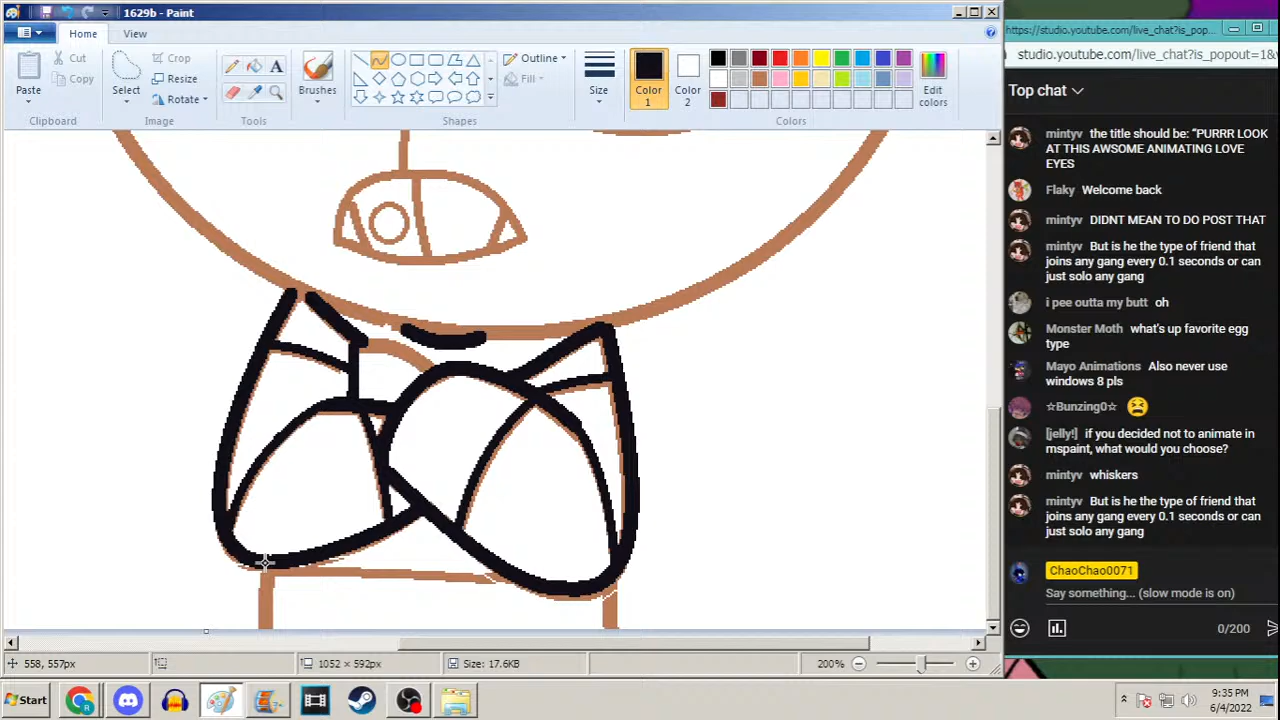 1629b - Paint
Home
View
Paste
Cut
Copy
Clipboard
Select
Crop
Resize
Rotate
Image
Tools
Brushes
Shapes
Outline
Fill
Size
Color 1
Color 2
Edit colors
Colors
558, 557px
1052 × 592px
Size: 17.6KB
200%
https://studio.youtube.com/live_chat?is_pop...
studio.youtube.com/live_chat?is_popout=1&
Top chat
mintyv the title should be: “PURRR LOOK
AT THIS AWSOME ANIMATING LOVE
EYES
Flaky Welcome back
mintyv DIDNT MEAN TO DO POST THAT
mintyv But is he the type of friend that
joins any gang every 0.1 seconds or can
just solo any gang
i pee outta my butt oh
Monster Moth what's up favorite egg
type
Mayo Animations Also never use
windows 8 pls
☆Bunzing0☆
[jelly!] if you decided not to animate in
mspaint, what would you choose?
mintyv whiskers
mintyv But is he the type of friend that
joins any gang every 0.1 seconds or can
just solo any gang
ChaoChao0071
Say something... (slow mode is on)
0/200
Start
9:35 PM
6/4/2022